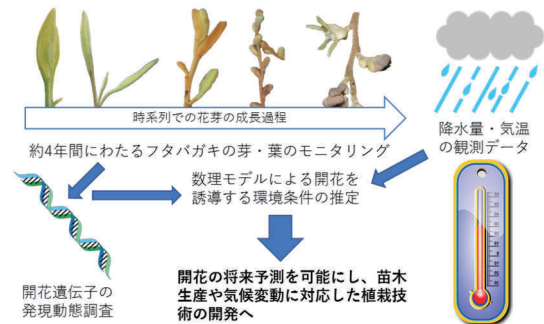 時系列での花芽の成長過程
降水量・気温
の観測データ
約4年間にわたるフタバガキの芽・葉のモニタリング
数理モデルによる開花を
誘導する環境条件の推定
開花遺伝子の
発現動態調査
開花の将来予測を可能にし、苗木
生産や気候変動に対応した植栽技
術の開発へ